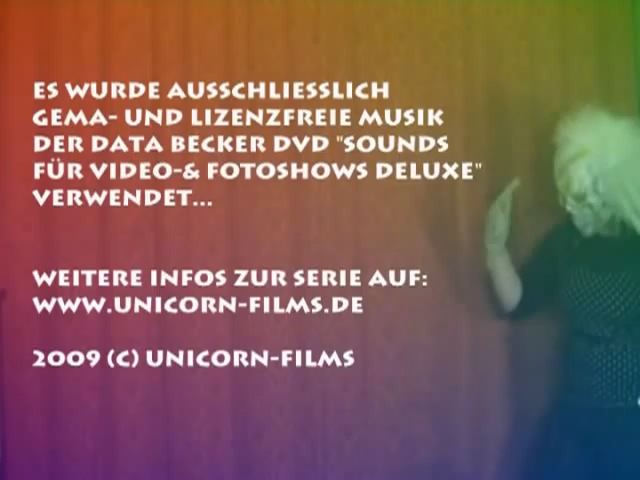 ES WURDE AUSSCHLIESSLICH
GEMA- UND LIZENZFREIE MUSIK
DER DATA BECKER DVD "SOUNDS
FÜR VIDEO-& FOTOSHOWS DELUXE"
VERWENDET...
WEITERE INFOS ZUR SERIE AUF:
WWW.UNICORN-FILMS.DE
2009 (C) UNICORN-FILMS